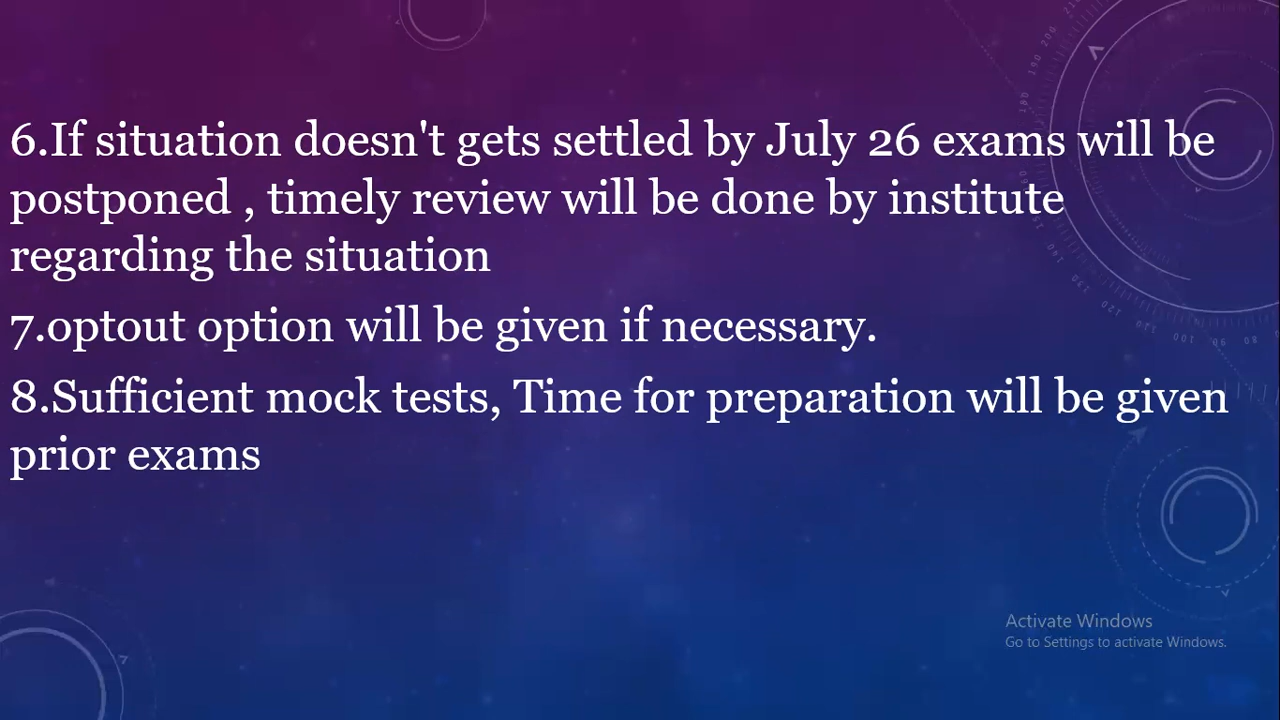 6.If situation doesn't gets settled by July 26 exams will be
postponed , timely review will be done by institute
regarding the situation
7.optout option will be given if necessary.
8.Sufficient mock tests, Time for preparation will be given
prior exams
Activate Windows
Go to Settings to activate Windows.